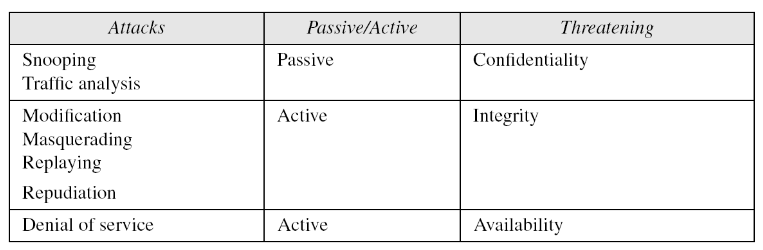 Attacks Passive/Active Threatening
Snooping Passive Confidentiality
Traffic analysis
Modification Active Integrity
Masquerading
Replaying
Repudiation
Denial of service Active Availability